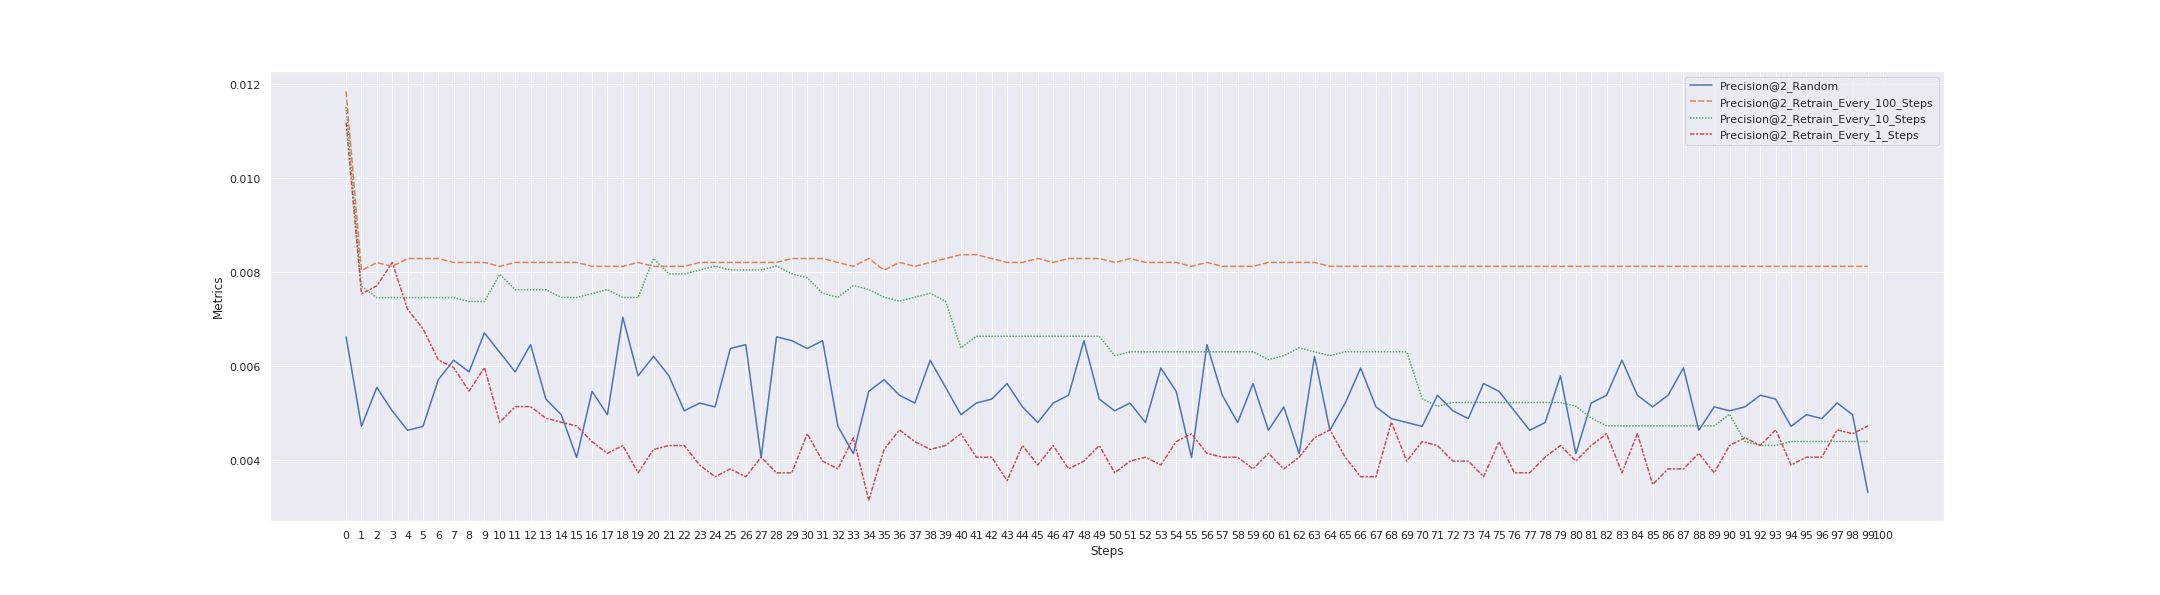 0.012
0.010
0.008
0.006
0.004
Metrics
Precision@2_Random
Precision@2_Retrain_Every_100_Steps
Precision@2_Retrain_Every_10_Steps
Precision@2_Retrain_Every_1_Steps
0 1 2 3 4 5 6 7 8 9 10 11 12 13 14 15 16 17 18 19 20 21 22 23 24 25 26 27 28 29 30 31 32 33 34 35 36 37 38 39 40 41 42 43 44 45 46 47 48 49 50 51 52 53 54 55 56 57 58 59 60 61 62 63 64 65 66 67 68 69 70 71 72 73 74 75 76 77 78 79 80 81 82 83 84 85 86 87 88 89 90 91 92 93 94 95 96 97 98 99 100
Steps